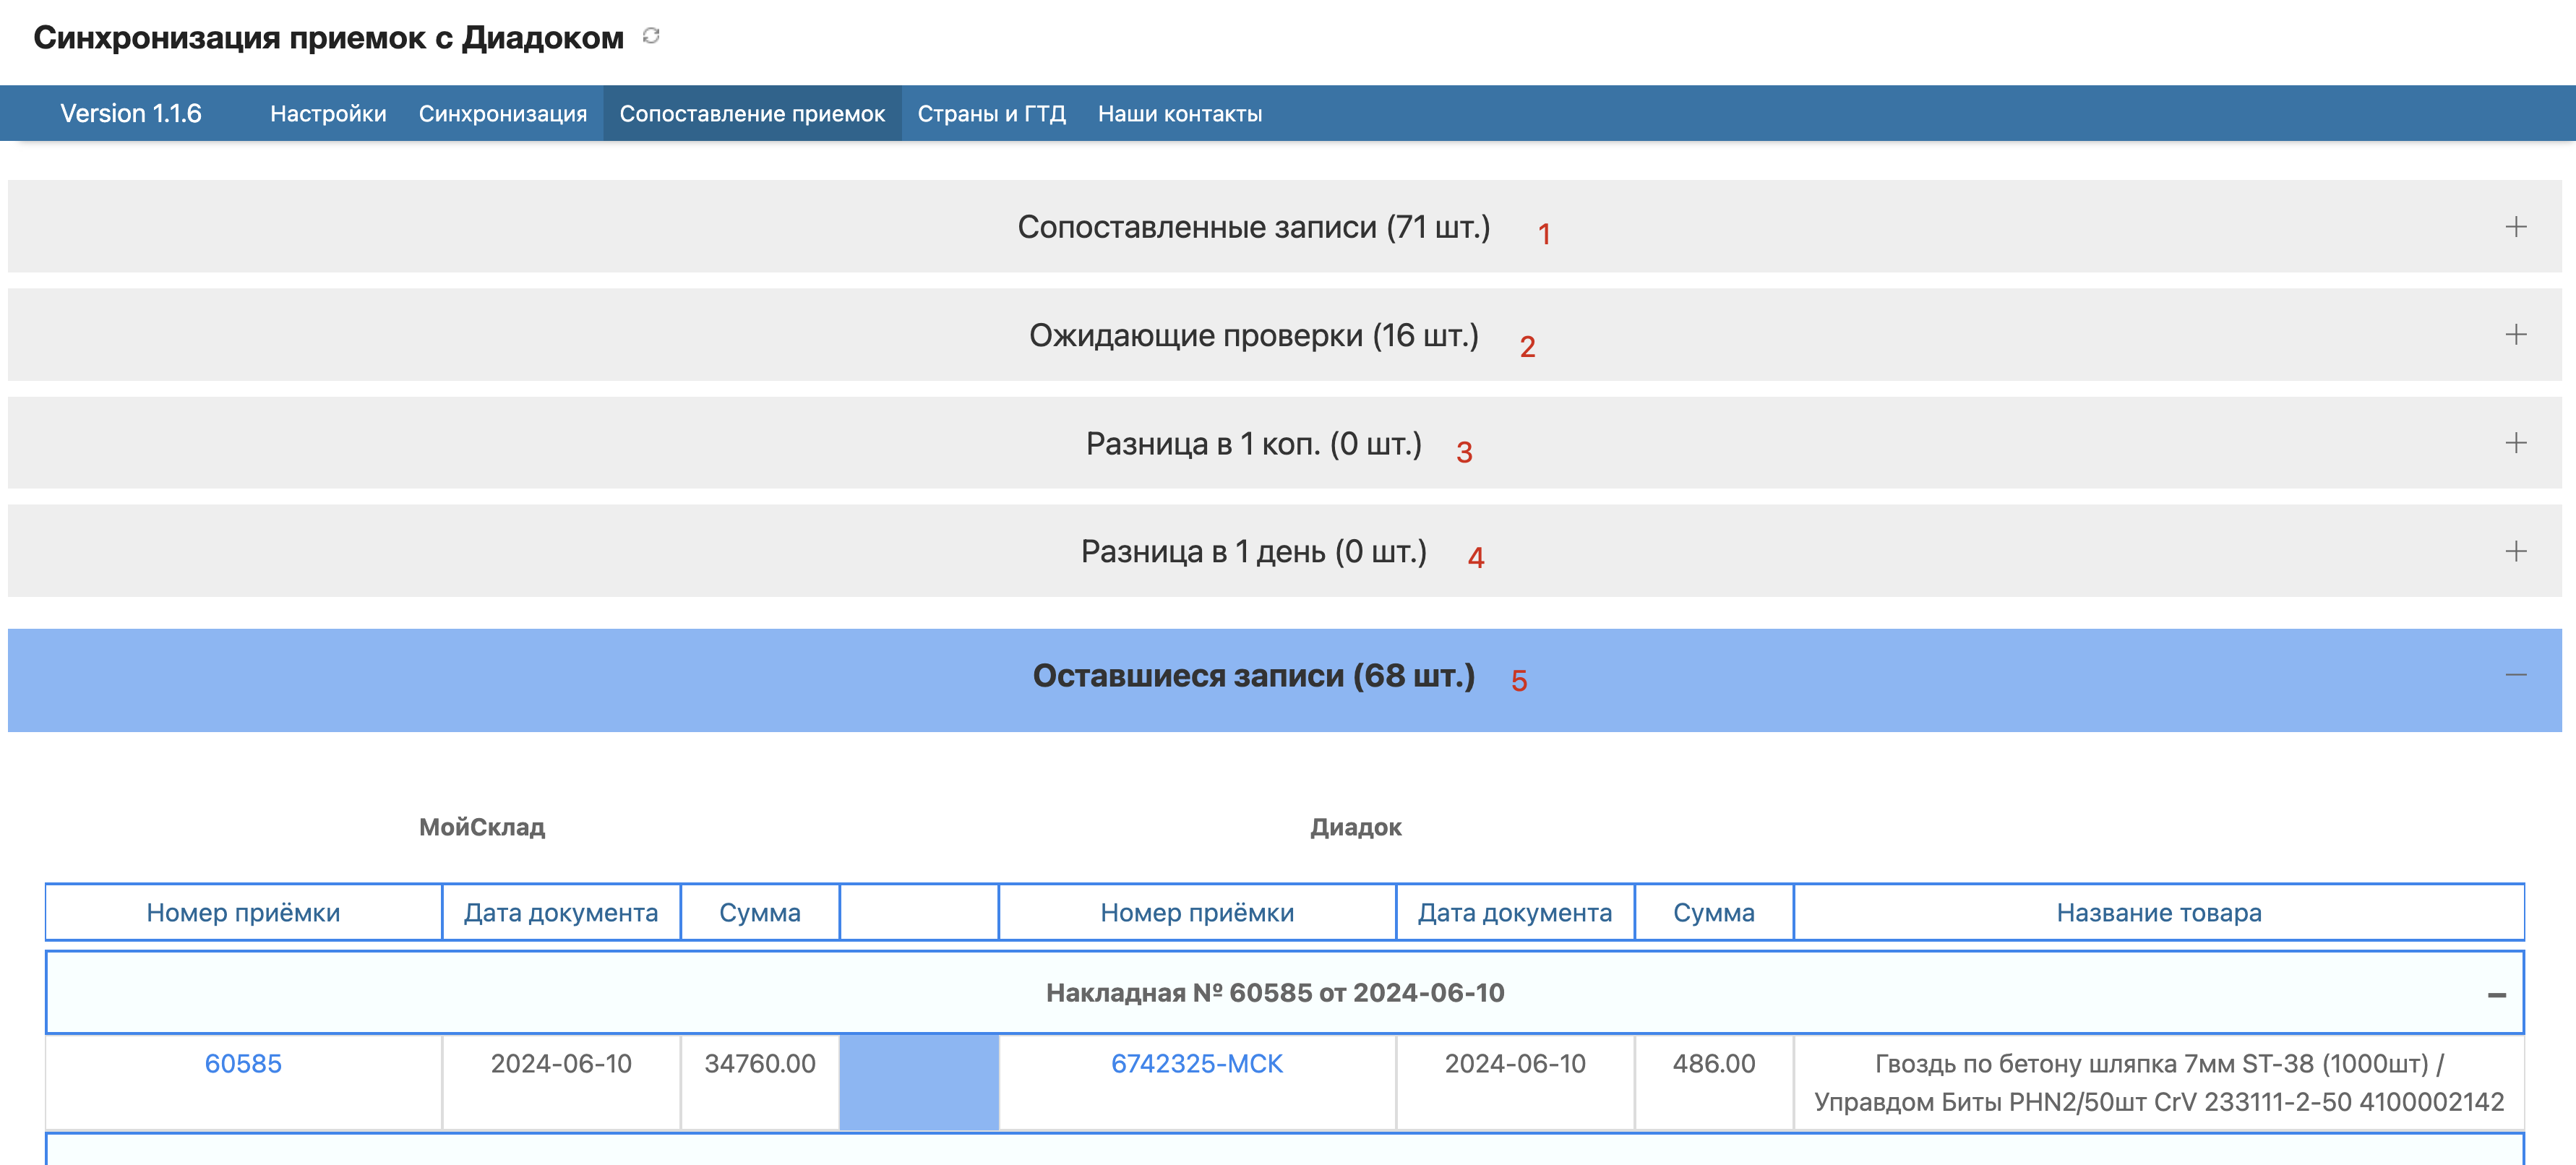 Синхронизация приемок с Диадоком
Version 1.1.6 Настройки Синхронизация Сопоставление приемок Страны и ГТД Наши контакты
Сопоставленные записи (71 шт.) 1
Ожидающие проверки (16 шт.) 2
Разница в 1 коп. (0 шт.) 3
Разница в 1 день (0 шт.) 4
Оставшиеся записи (68 шт.) 5
МойСклад Диадок
Номер приёмки Дата документа Сумма Номер приёмки Дата документа Сумма Название товара
Накладная № 60585 от 2024-06-10
60585 2024-06-10 34760.00 6742325-МСК 2024-06-10 486.00 Гвоздь по бетону шляпка 7мм ST-38 (1000шт) /
Управдом Биты PHN2/50шт CrV 233111-2-50 4100002142